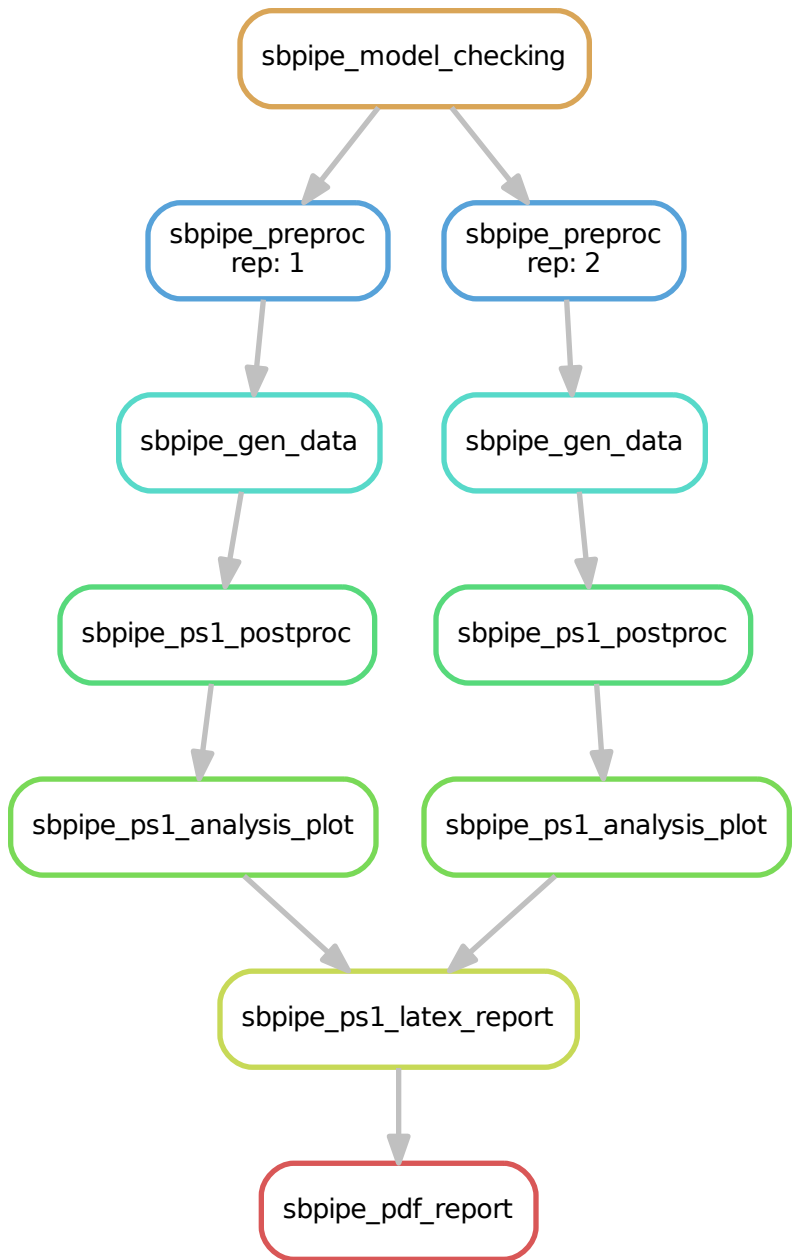 sbpipe_model_checking
sbpipe_preproc
rep: 1
sbpipe_preproc
rep: 2
sbpipe_gen_data
sbpipe_gen_data
sbpipe_ps1_postproc
sbpipe_ps1_postproc
sbpipe_ps1_analysis_plot
sbpipe_ps1_analysis_plot
sbpipe_ps1_latex_report
sbpipe_pdf_report